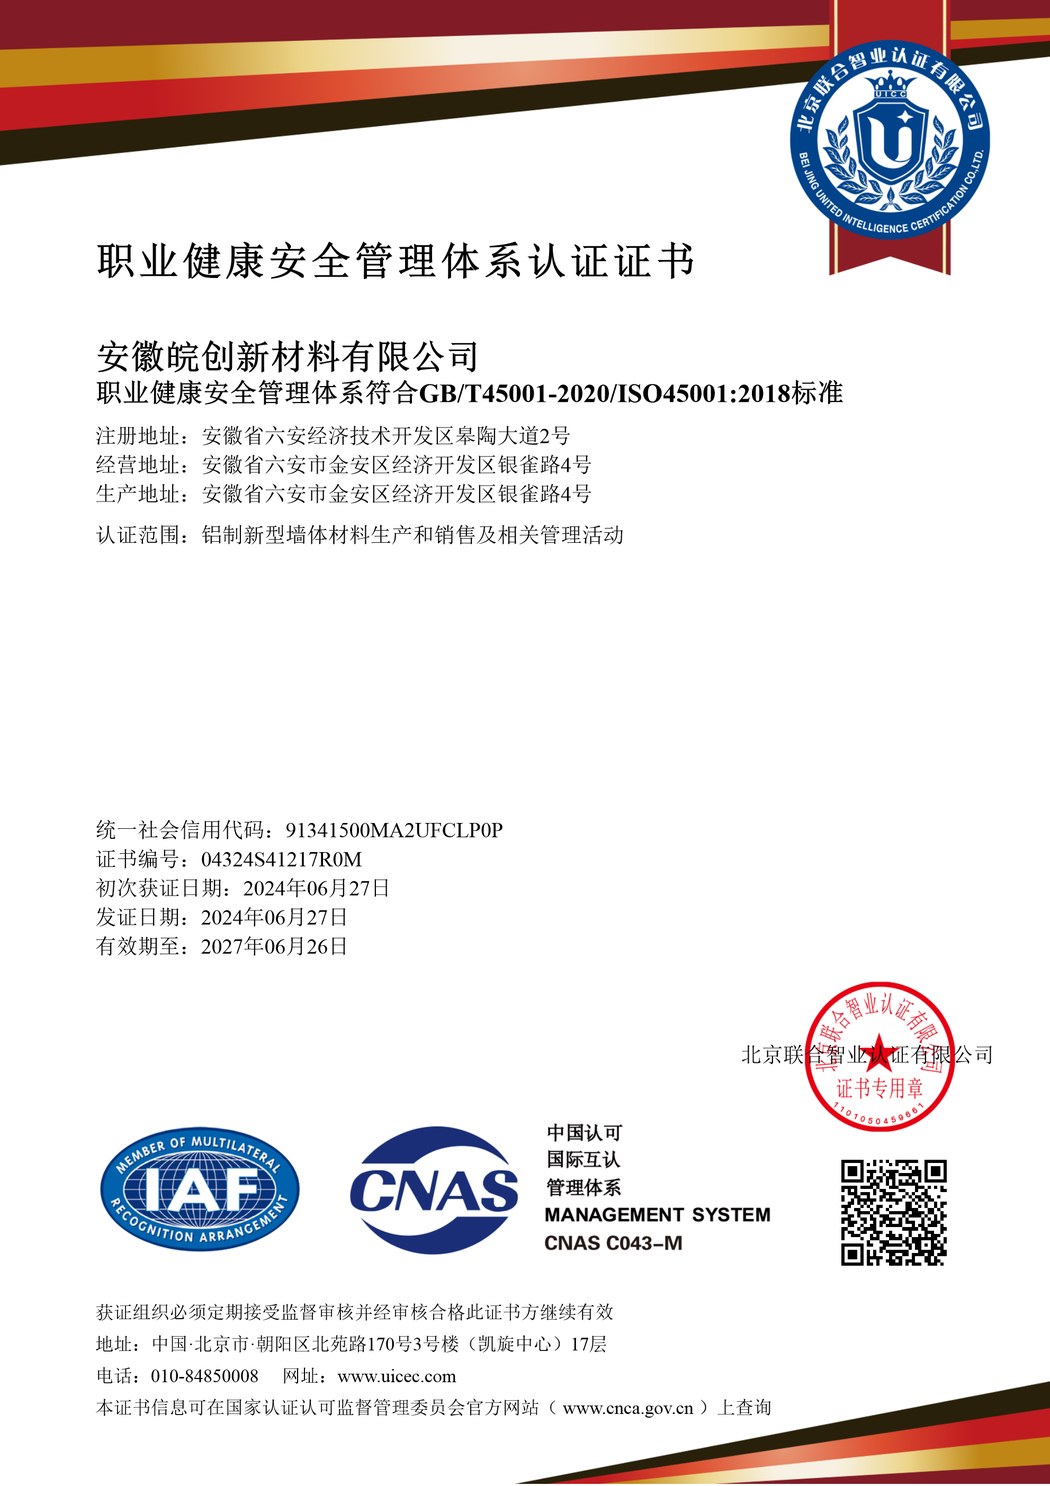 北京联合智业认证有限公司
UICC
U
BEI JING UNITED INTELLIGENCE CERTIFICATION CO.,LTD.
职业健康安全管理体系认证证书
安徽皖创新材料有限公司
职业健康安全管理体系符合GB/T45001-2020/ISO45001:2018标准
注册地址：安徽省六安经济技术开发区皋陶大道2号
经营地址：安徽省六安市金安区经济开发区银雀路4号
生产地址：安徽省六安市金安区经济开发区银雀路4号
认证范围：铝制新型墙体材料生产和销售及相关管理活动
统一社会信用代码：91341500MA2UFCLP0P
证书编号：04324S41217R0M
初次获证日期：2024年06月27日
发证日期：2024年06月27日
有效期至：2027年06月26日
北京联合智业认证有限公司
北京联合智业认证有限公司
证书专用章
1101050459661
MEMBER OF MULTILATERAL
IAF
RECOGNITION ARRANGEMENT
CNAS
中国认可
国际互认
管理体系
MANAGEMENT SYSTEM
CNAS C043-M
获证组织必须定期接受监督审核并经审核合格此证书方继续有效
地址：中国·北京市·朝阳区北苑路170号3号楼（凯旋中心）17层
电话：010-84850008 网址：www.uicec.com
本证书信息可在国家认证认可监督管理委员会官方网站（ www.cnca.gov.cn ）上查询